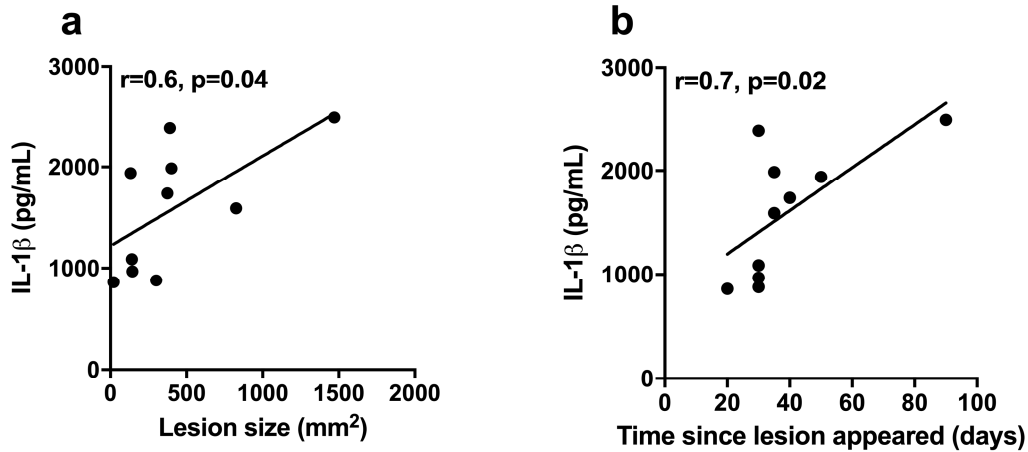 a
r=0.6, p=0.04
IL-1β (pg/mL)
3000
2000
1000
0
0 500 1000 1500 2000
Lesion size (mm²)
b
r=0.7, p=0.02
IL-1β (pg/mL)
3000
2000
1000
0
0 20 40 60 80 100
Time since lesion appeared (days)